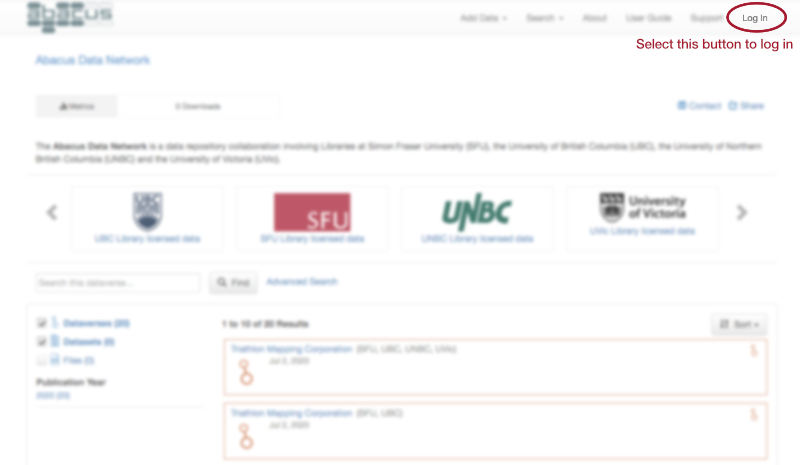 abacus
Add Data Search About User Guide Support Log In
Select this button to log in
Abacus Data Network
Metrics 0 Downloads Contact Share
The Abacus Data Network is a data repository collaboration involving Libraries at Simon Fraser University (SFU), the University of British Columbia (UBC), the University of Northern
British Columbia (UNBC) and the University of Victoria (UVic).
UBC SFU UNBC University of Victoria
UBC Library licensed data SFU Library licensed data UNBC Library licensed data UVic Library licensed data
Search this dataverse... Find Advanced Search
Dataverses (20) 1 to 10 of 20 Results Sort
Datasets (0)
Files (0)
Triathlon Mapping Corporation (SFU, UBC, UNBC, UVic)
Jul 2, 2020
Publication Year
2020 (20)
Triathlon Mapping Corporation (SFU, UBC)
Jul 2, 2020